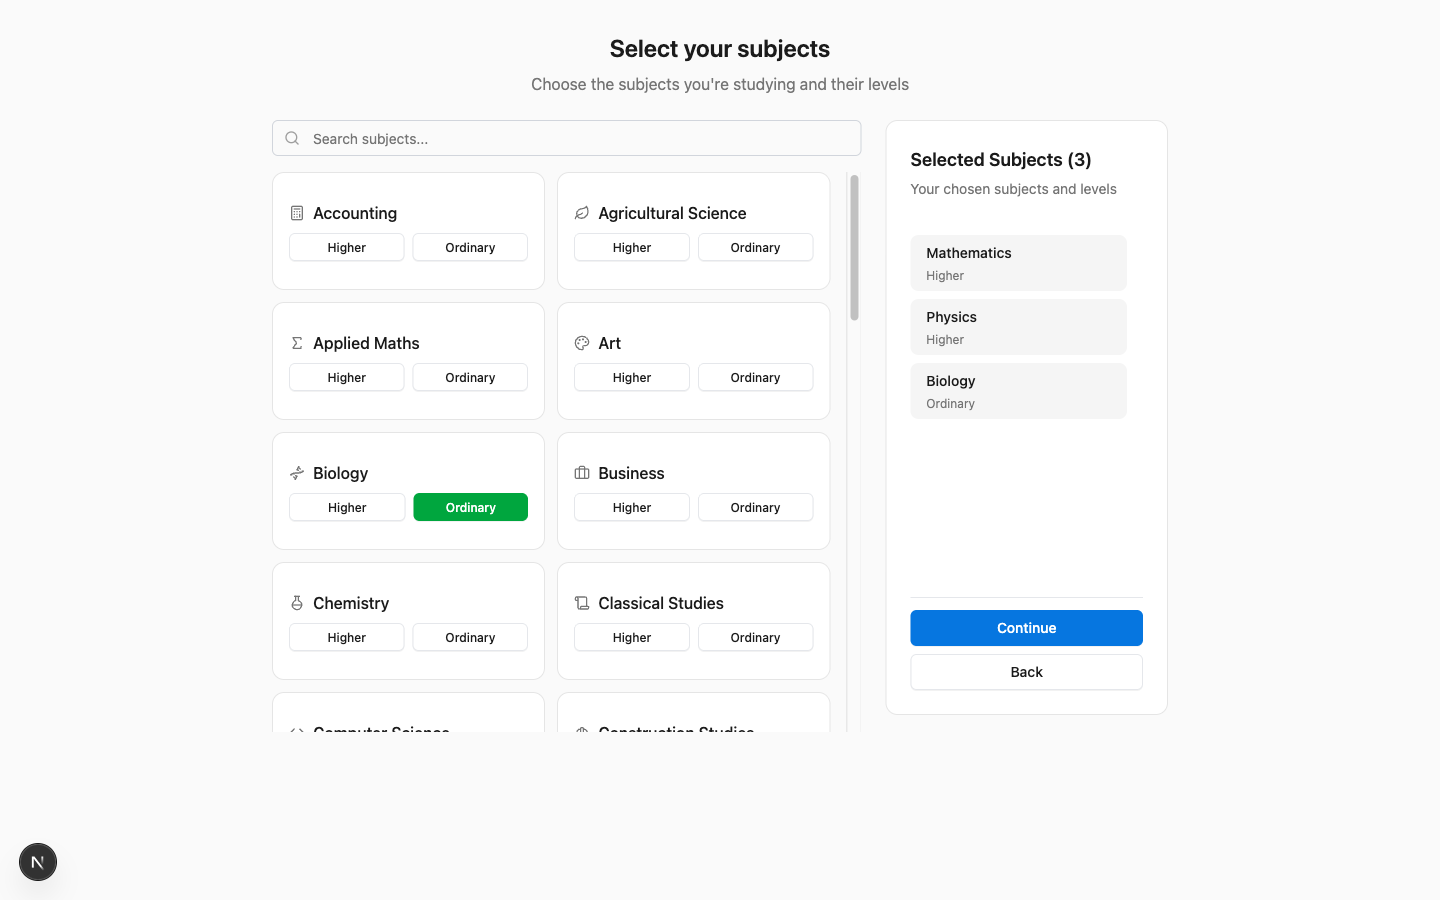 Select your subjects
Choose the subjects you're studying and their levels
Search subjects...
Accounting
Higher
Ordinary
Agricultural Science
Higher
Ordinary
Applied Maths
Higher
Ordinary
Art
Higher
Ordinary
Biology
Higher
Ordinary
Business
Higher
Ordinary
Chemistry
Higher
Ordinary
Classical Studies
Higher
Ordinary
Computer Science
Construction Studies
Selected Subjects (3)
Your chosen subjects and levels
Mathematics
Higher
Physics
Higher
Biology
Ordinary
Continue
Back
N